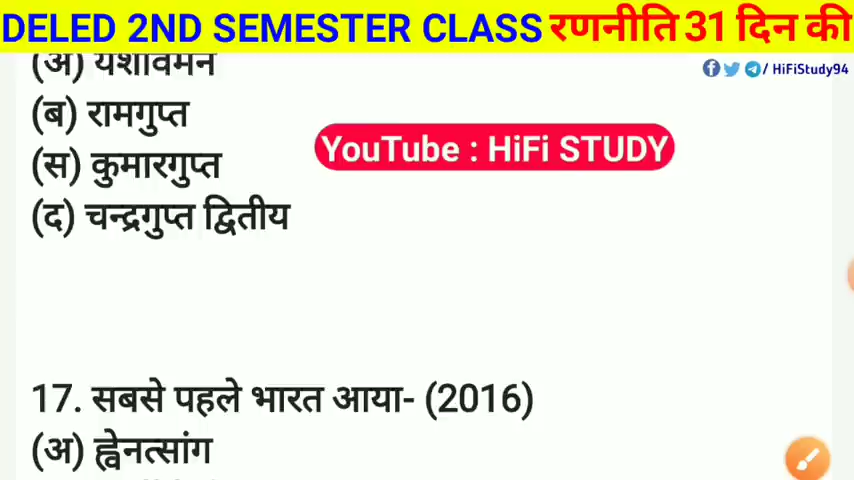 DELED 2ND SEMESTER CLASS रणनीति 31 दिन की
/ HiFiStudy94
(अ) यशोवर्मन
(ब) रामगुप्त
YouTube : HiFi STUDY
(स) कुमारगुप्त
(द) चन्द्रगुप्त द्वितीय
17. सबसे पहले भारत आया- (2016)
(अ) ह्वेनत्सांग